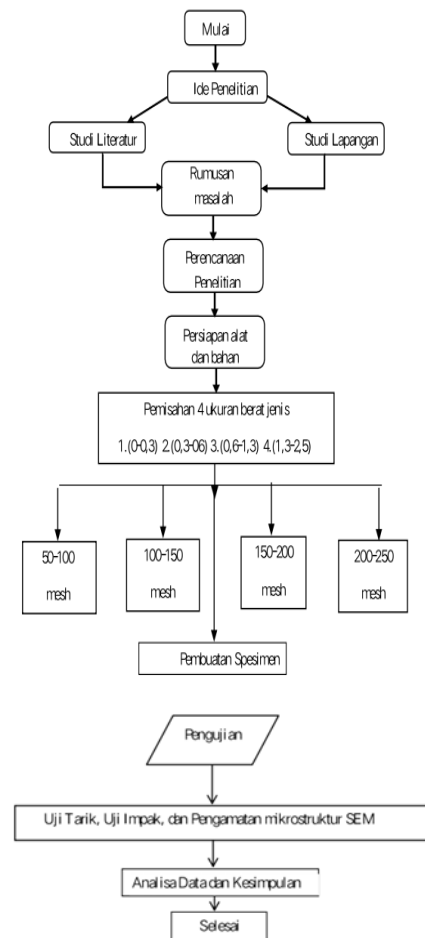 Mulai
Ide Penelitian
Studi Literatur
Studi Lapangan
Rumusan
masalah
Perencanaan
Penelitian
Persiapan alat
dan bahan
Pemisahan 4 ukuran berat jenis
1.(0-0,3) 2.(0,3-06) 3.(0,6-1,3) 4.(1,3-2,5)
50-100
mesh
100-150
mesh
150-200
mesh
200-250
mesh
Pembuatan Spesimen
Pengujian
Uji Tarik, Uji Impak, dan Pengamatan mikrostruktur SEM
Analisa Data dan Kesimpulan
Selesai